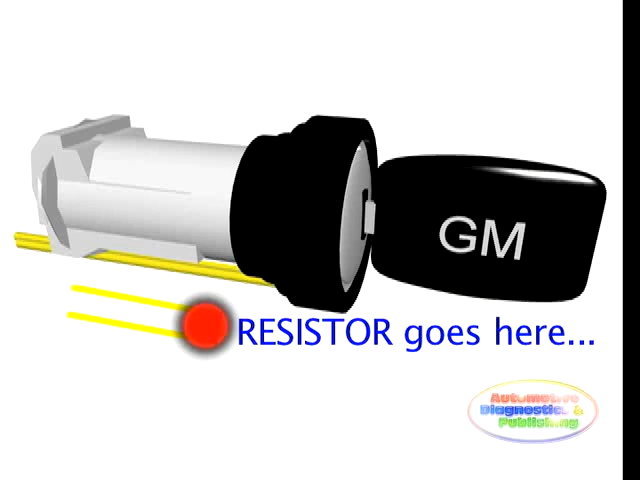 GM
RESISTOR goes here...
Automotive
Diagnostics &
Publishing